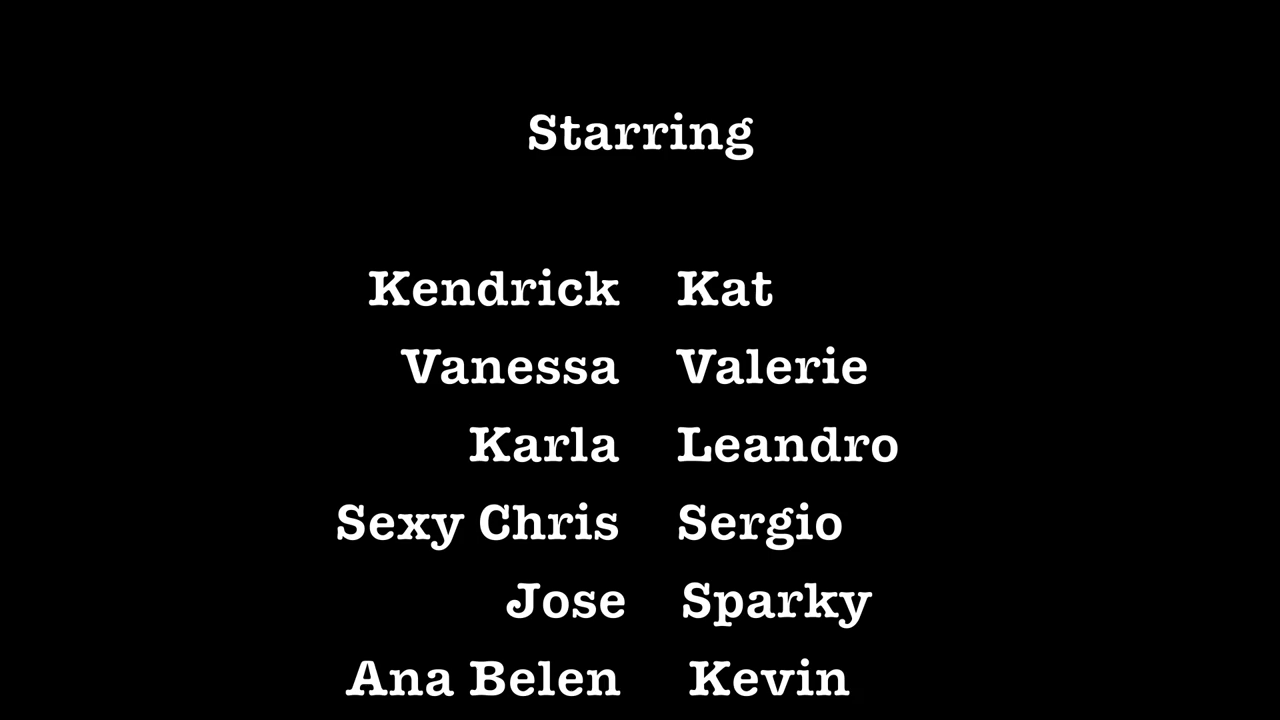 Starring
Kendrick Kat
Vanessa Valerie
Karla Leandro
Sexy Chris Sergio
Jose Sparky
Ana Belen Kevin